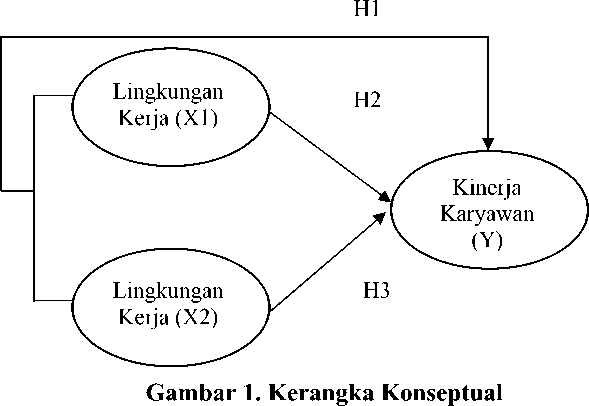 H1
Lingkungan
Kerja (X1)
H2
Kinerja
Karyawan
(Y)
Lingkungan
Kerja (X2)
H3
Gambar 1. Kerangka Konseptual